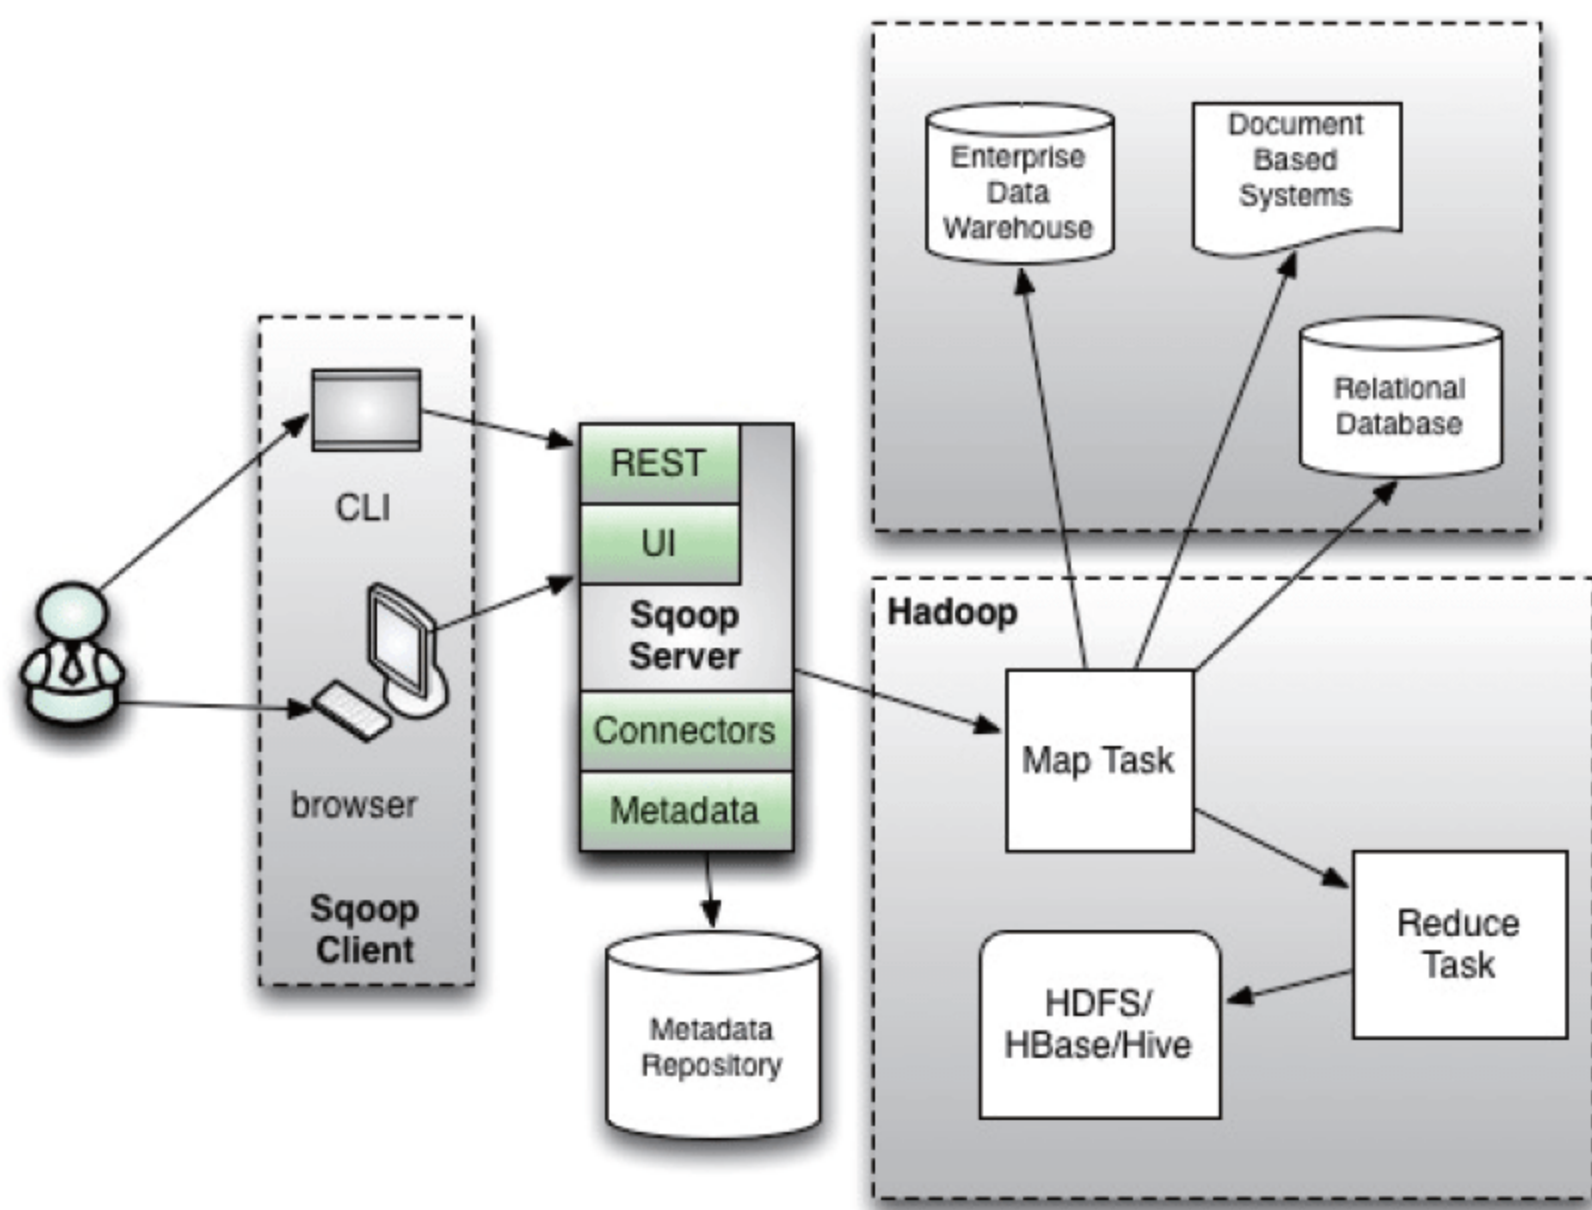 Enterprise
Data
Warehouse
Document
Based
Systems
Relational
Database
CLI
browser
Sqoop
Client
REST
UI
Sqoop
Server
Connectors
Metadata
Metadata
Repository
Hadoop
Map Task
Reduce
Task
HDFS/
HBase/Hive